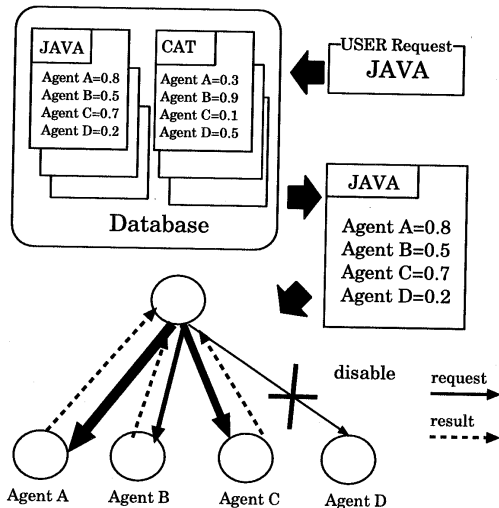 JAVA
Agent A=0.8
Agent B=0.5
Agent C=0.7
Agent D=0.2
CAT
Agent A=0.3
Agent B=0.9
Agent C=0.1
Agent D=0.5
Database
USER Request
JAVA
JAVA
Agent A=0.8
Agent B=0.5
Agent C=0.7
Agent D=0.2
disable
request
result
Agent A
Agent B
Agent C
Agent D